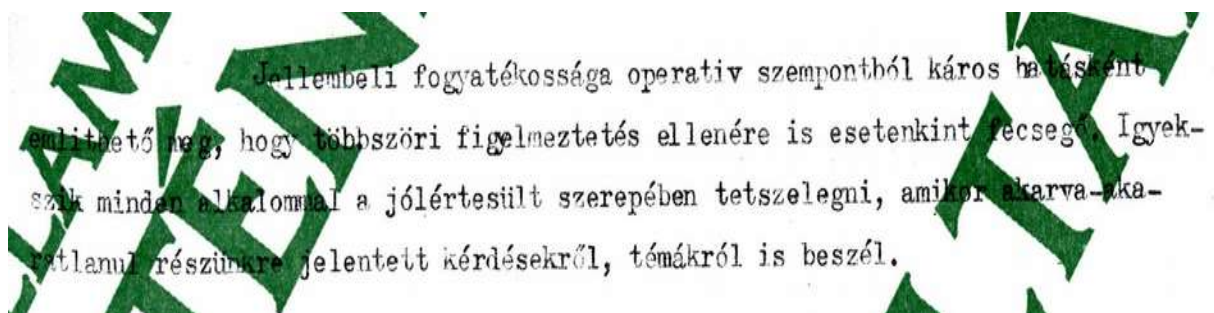 Jellembeli fogyatékossága operativ szempontból káros hatásként
emlithető meg, hogy többszöri figelmeztetés ellenére is esetenkint fecsegő. Igyek-
szik minden alkalommal a jólértesült szerepében tetszelegni, amikor akarva-aka-
ratlanul részünkre jelentett kérdésekről, témákról is beszél.